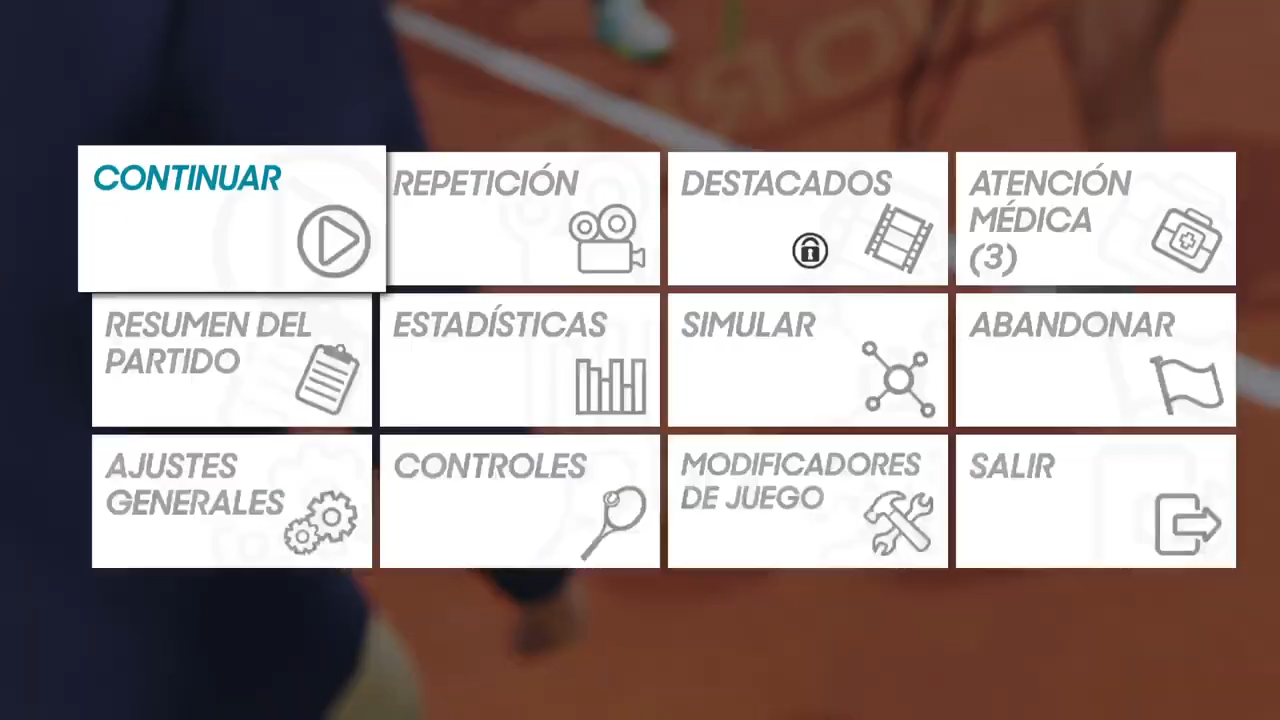 CONTINUAR
REPETICIÓN
DESTACADOS
ATENCIÓN
MÉDICA
(3)
RESUMEN DEL
PARTIDO
ESTADÍSTICAS
SIMULAR
ABANDONAR
AJUSTES
GENERALES
CONTROLES
MODIFICADORES
DE JUEGO
SALIR